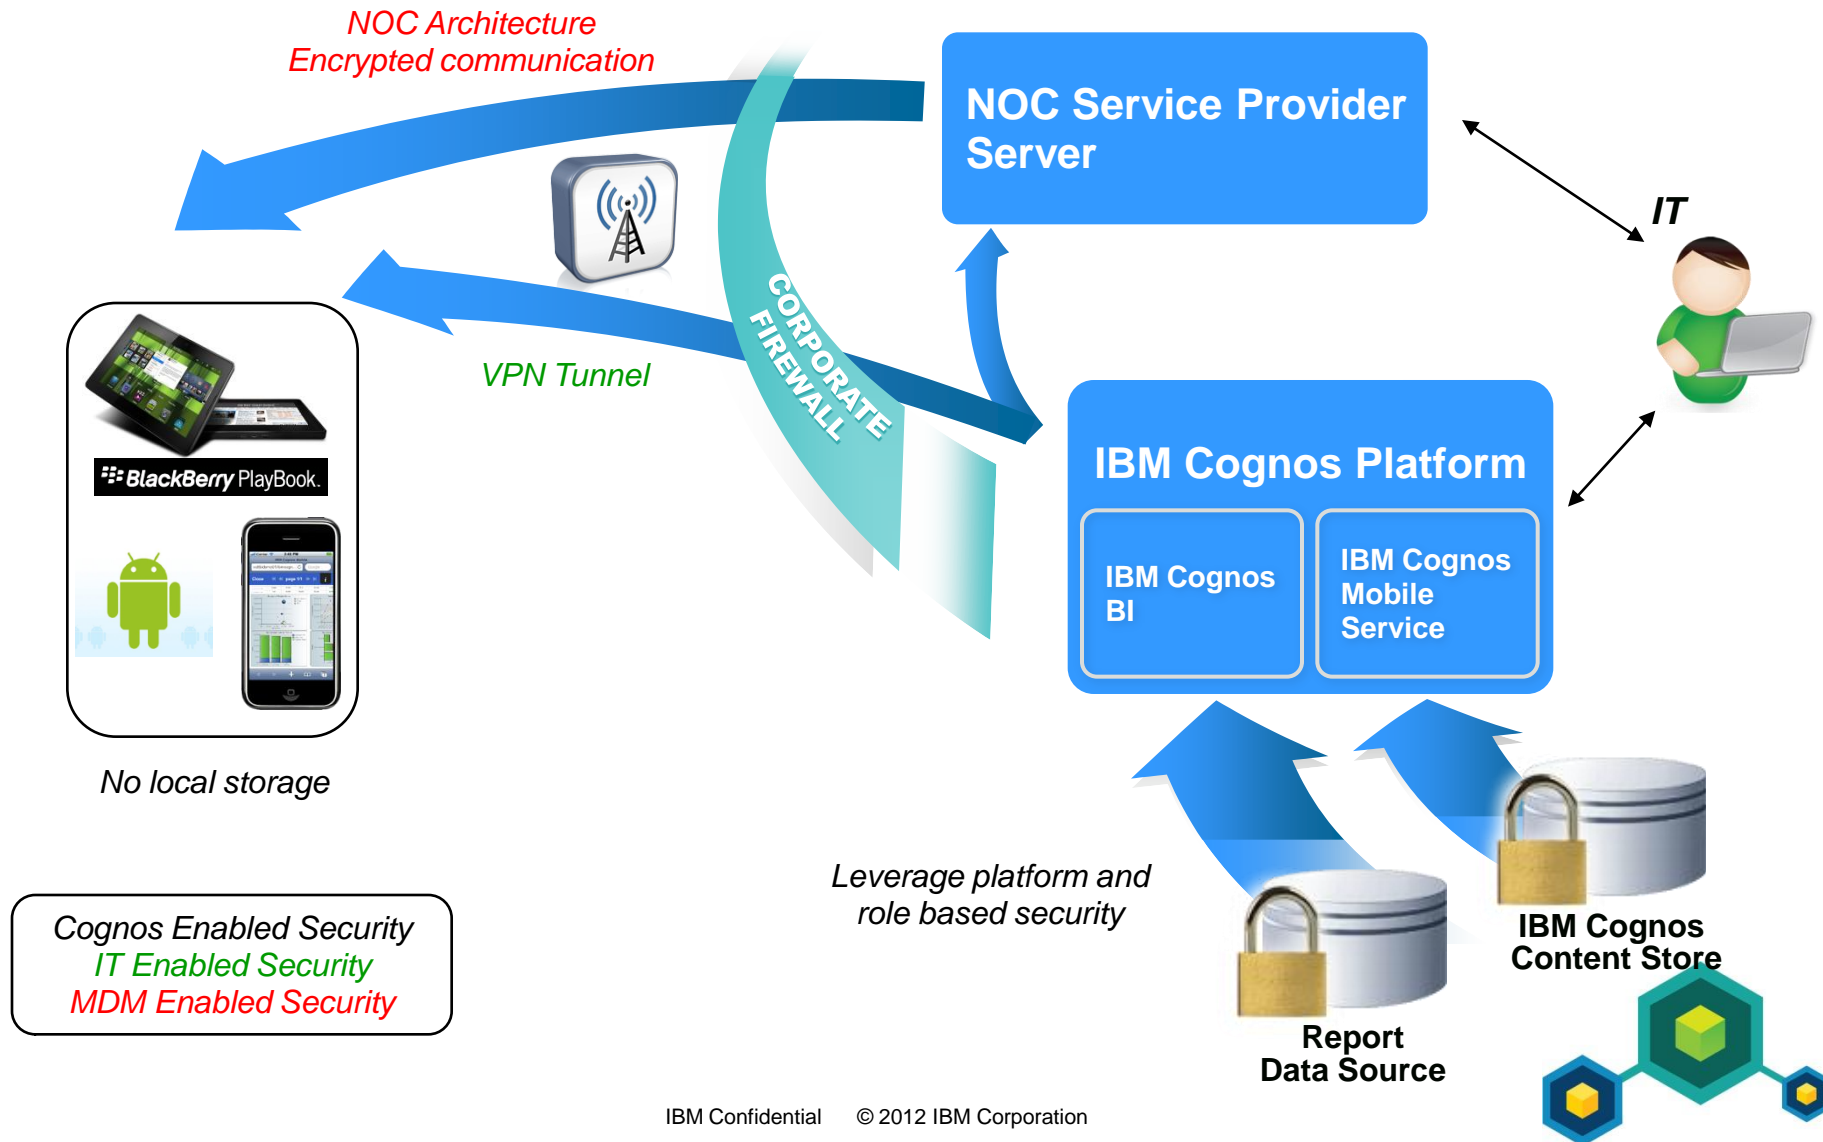 NOC Architecture
Encrypted communication
NOC Service Provider
Server
IT
CORPORATE
FIREWALL
VPN Tunnel
BlackBerry PlayBook.
IBM Cognos Platform
IBM Cognos
BI
IBM Cognos
Mobile
Service
No local storage
Leverage platform and
role based security
Cognos Enabled Security
IT Enabled Security
MDM Enabled Security
IBM Cognos
Content Store
Report
Data Source
IBM Confidential © 2012 IBM Corporation